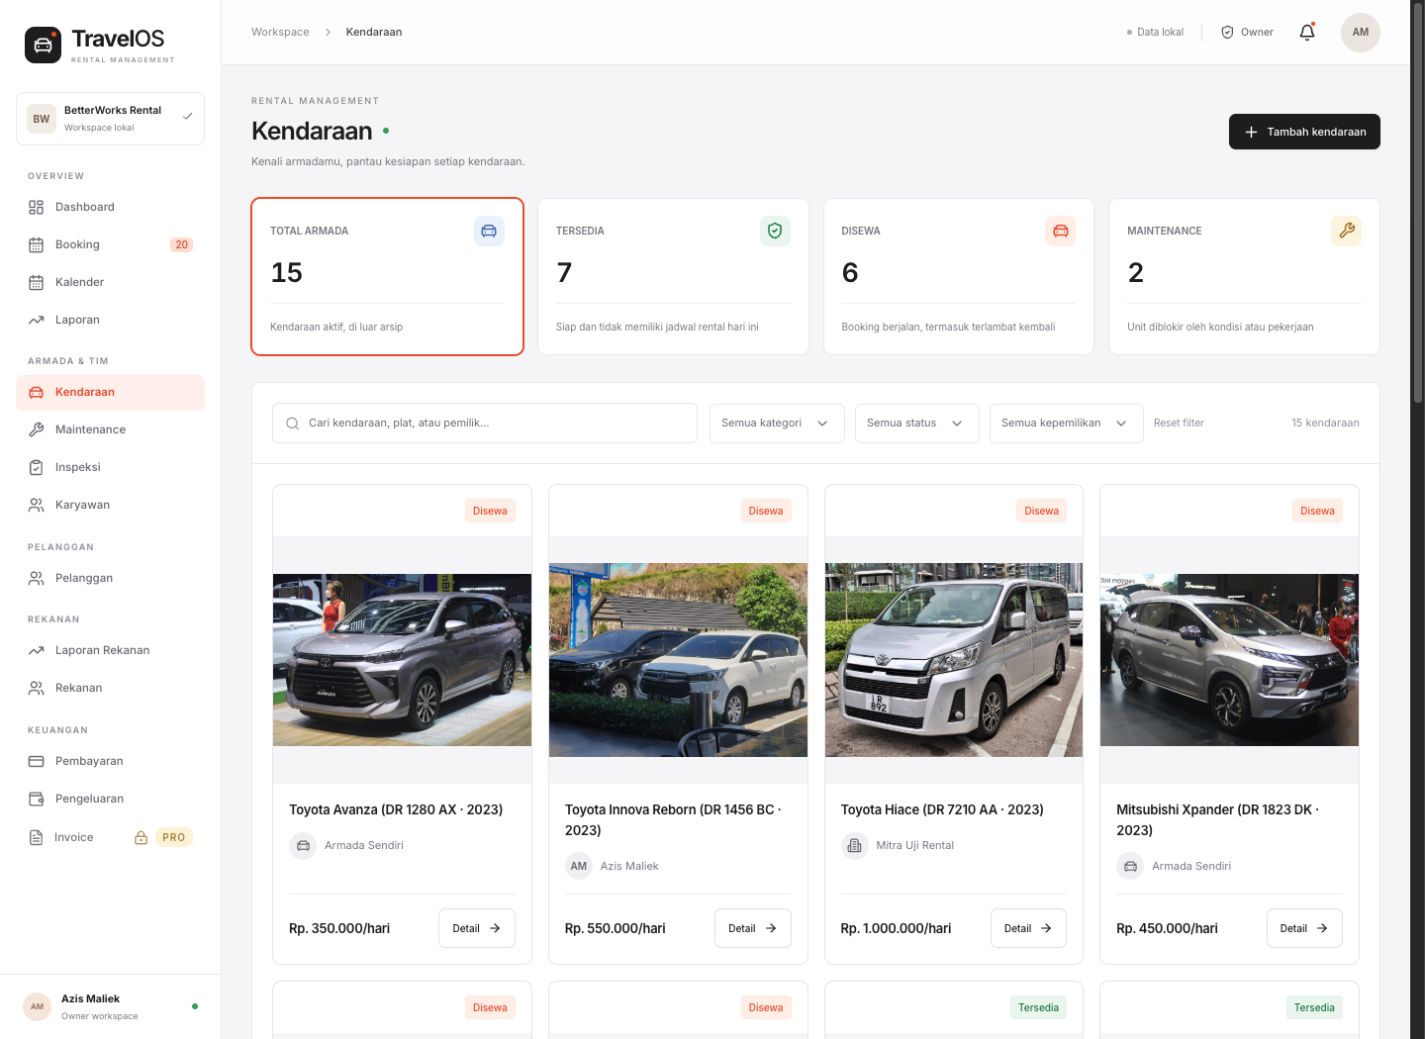 TravelOS
RENTAL MANAGEMENT
BW
BetterWorks Rental
Workspace lokal
OVERVIEW
Dashboard
Booking 20
Kalender
Laporan
ARMADA & TIM
Kendaraan
Maintenance
Inspeksi
Karyawan
PELANGGAN
Pelanggan
REKANAN
Laporan Rekanan
Rekanan
KEUANGAN
Pembayaran
Pengeluaran
Invoice PRO
AM
Azis Maliek
Owner workspace
Workspace > Kendaraan
Data lokal
Owner
AM
RENTAL MANAGEMENT
Kendaraan
Kenali armadamu, pantau kesiapan setiap kendaraan.
+ Tambah kendaraan
TOTAL ARMADA
15
Kendaraan aktif, di luar arsip
TERSEDIA
7
Siap dan tidak memiliki jadwal rental hari ini
DISEWA
6
Booking berjalan, termasuk terlambat kembali
MAINTENANCE
2
Unit diblokir oleh kondisi atau pekerjaan
Cari kendaraan, plat, atau pemilik...
Semua kategori
Semua status
Semua kepemilikan
Reset filter
15 kendaraan
Disewa
Toyota Avanza (DR 1280 AX · 2023)
Armada Sendiri
Rp. 350.000/hari
Detail →
Disewa
Toyota Innova Reborn (DR 1456 BC ·
2023)
AM Azis Maliek
Rp. 550.000/hari
Detail →
Disewa
LR
892
Toyota Hiace (DR 7210 AA · 2023)
Mitra Uji Rental
Rp. 1.000.000/hari
Detail →
Disewa
Mitsubishi Xpander (DR 1823 DK ·
2023)
Armada Sendiri
Rp. 450.000/hari
Detail →
Disewa
Disewa
Tersedia
Tersedia